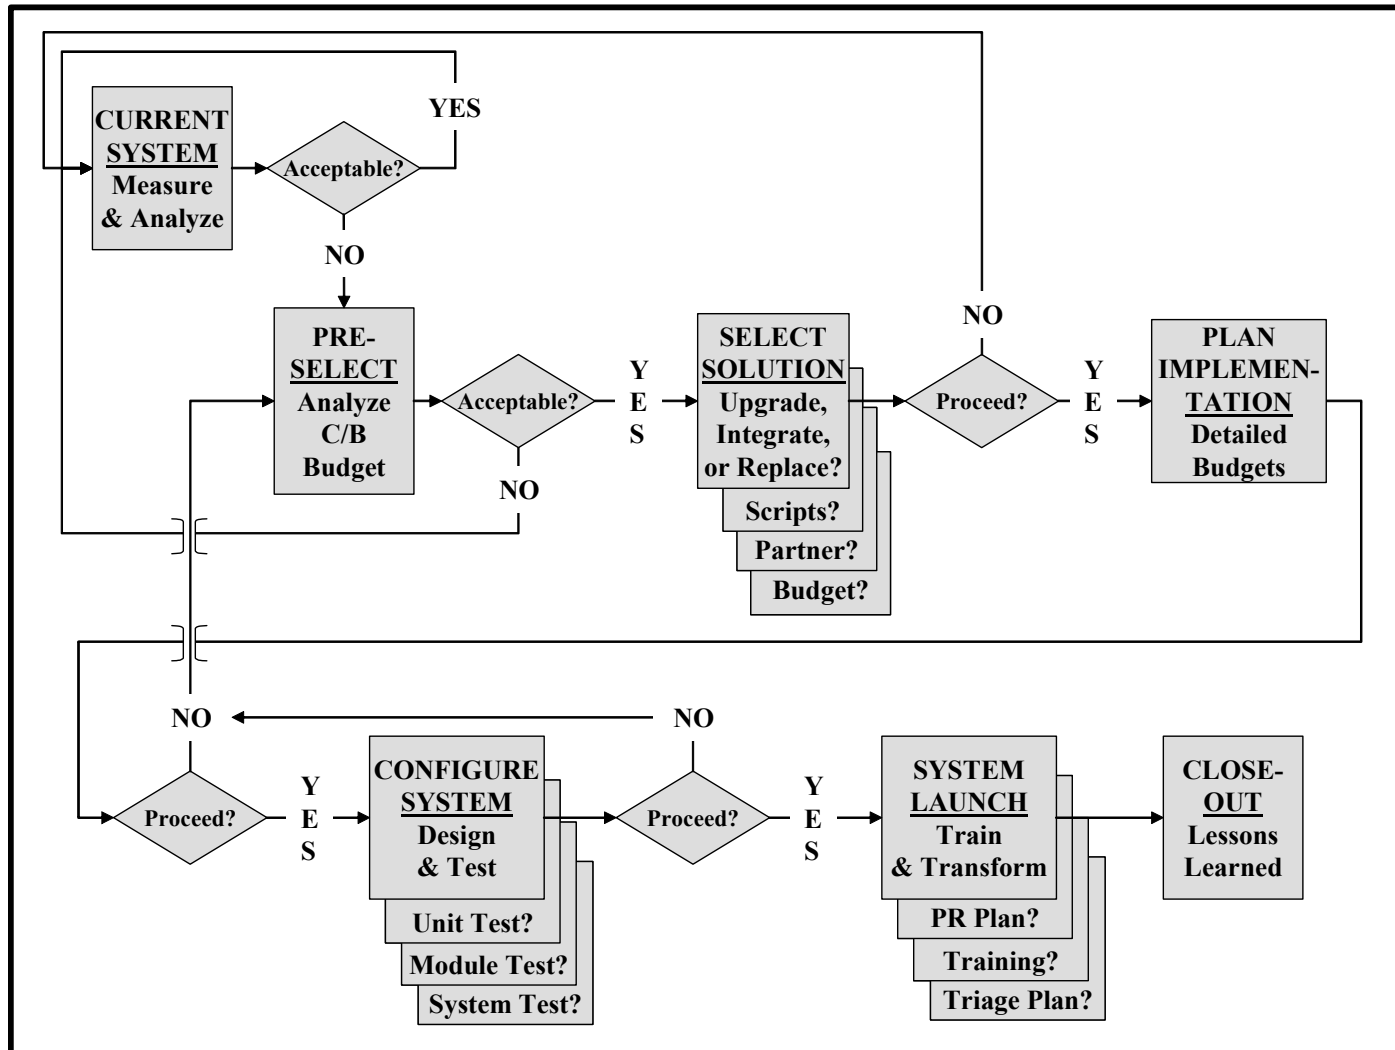 YES
CURRENT
SYSTEM
Measure
& Analyze
Acceptable?
NO
PRE-
SELECT
Analyze
C/B
Budget
Acceptable?
NO
Y
E
S
SELECT
SOLUTION
Upgrade,
Integrate,
or Replace?
Scripts?
Partner?
Budget?
NO
Proceed?
Y
E
S
PLAN
IMPLEMEN-
TATION
Detailed
Budgets
NO
Proceed?
Y
E
S
CONFIGURE
SYSTEM
Design
& Test
Unit Test?
Module Test?
System Test?
NO
Proceed?
Y
E
S
SYSTEM
LAUNCH
Train
& Transform
PR Plan?
Training?
Triage Plan?
CLOSE-
OUT
Lessons
Learned